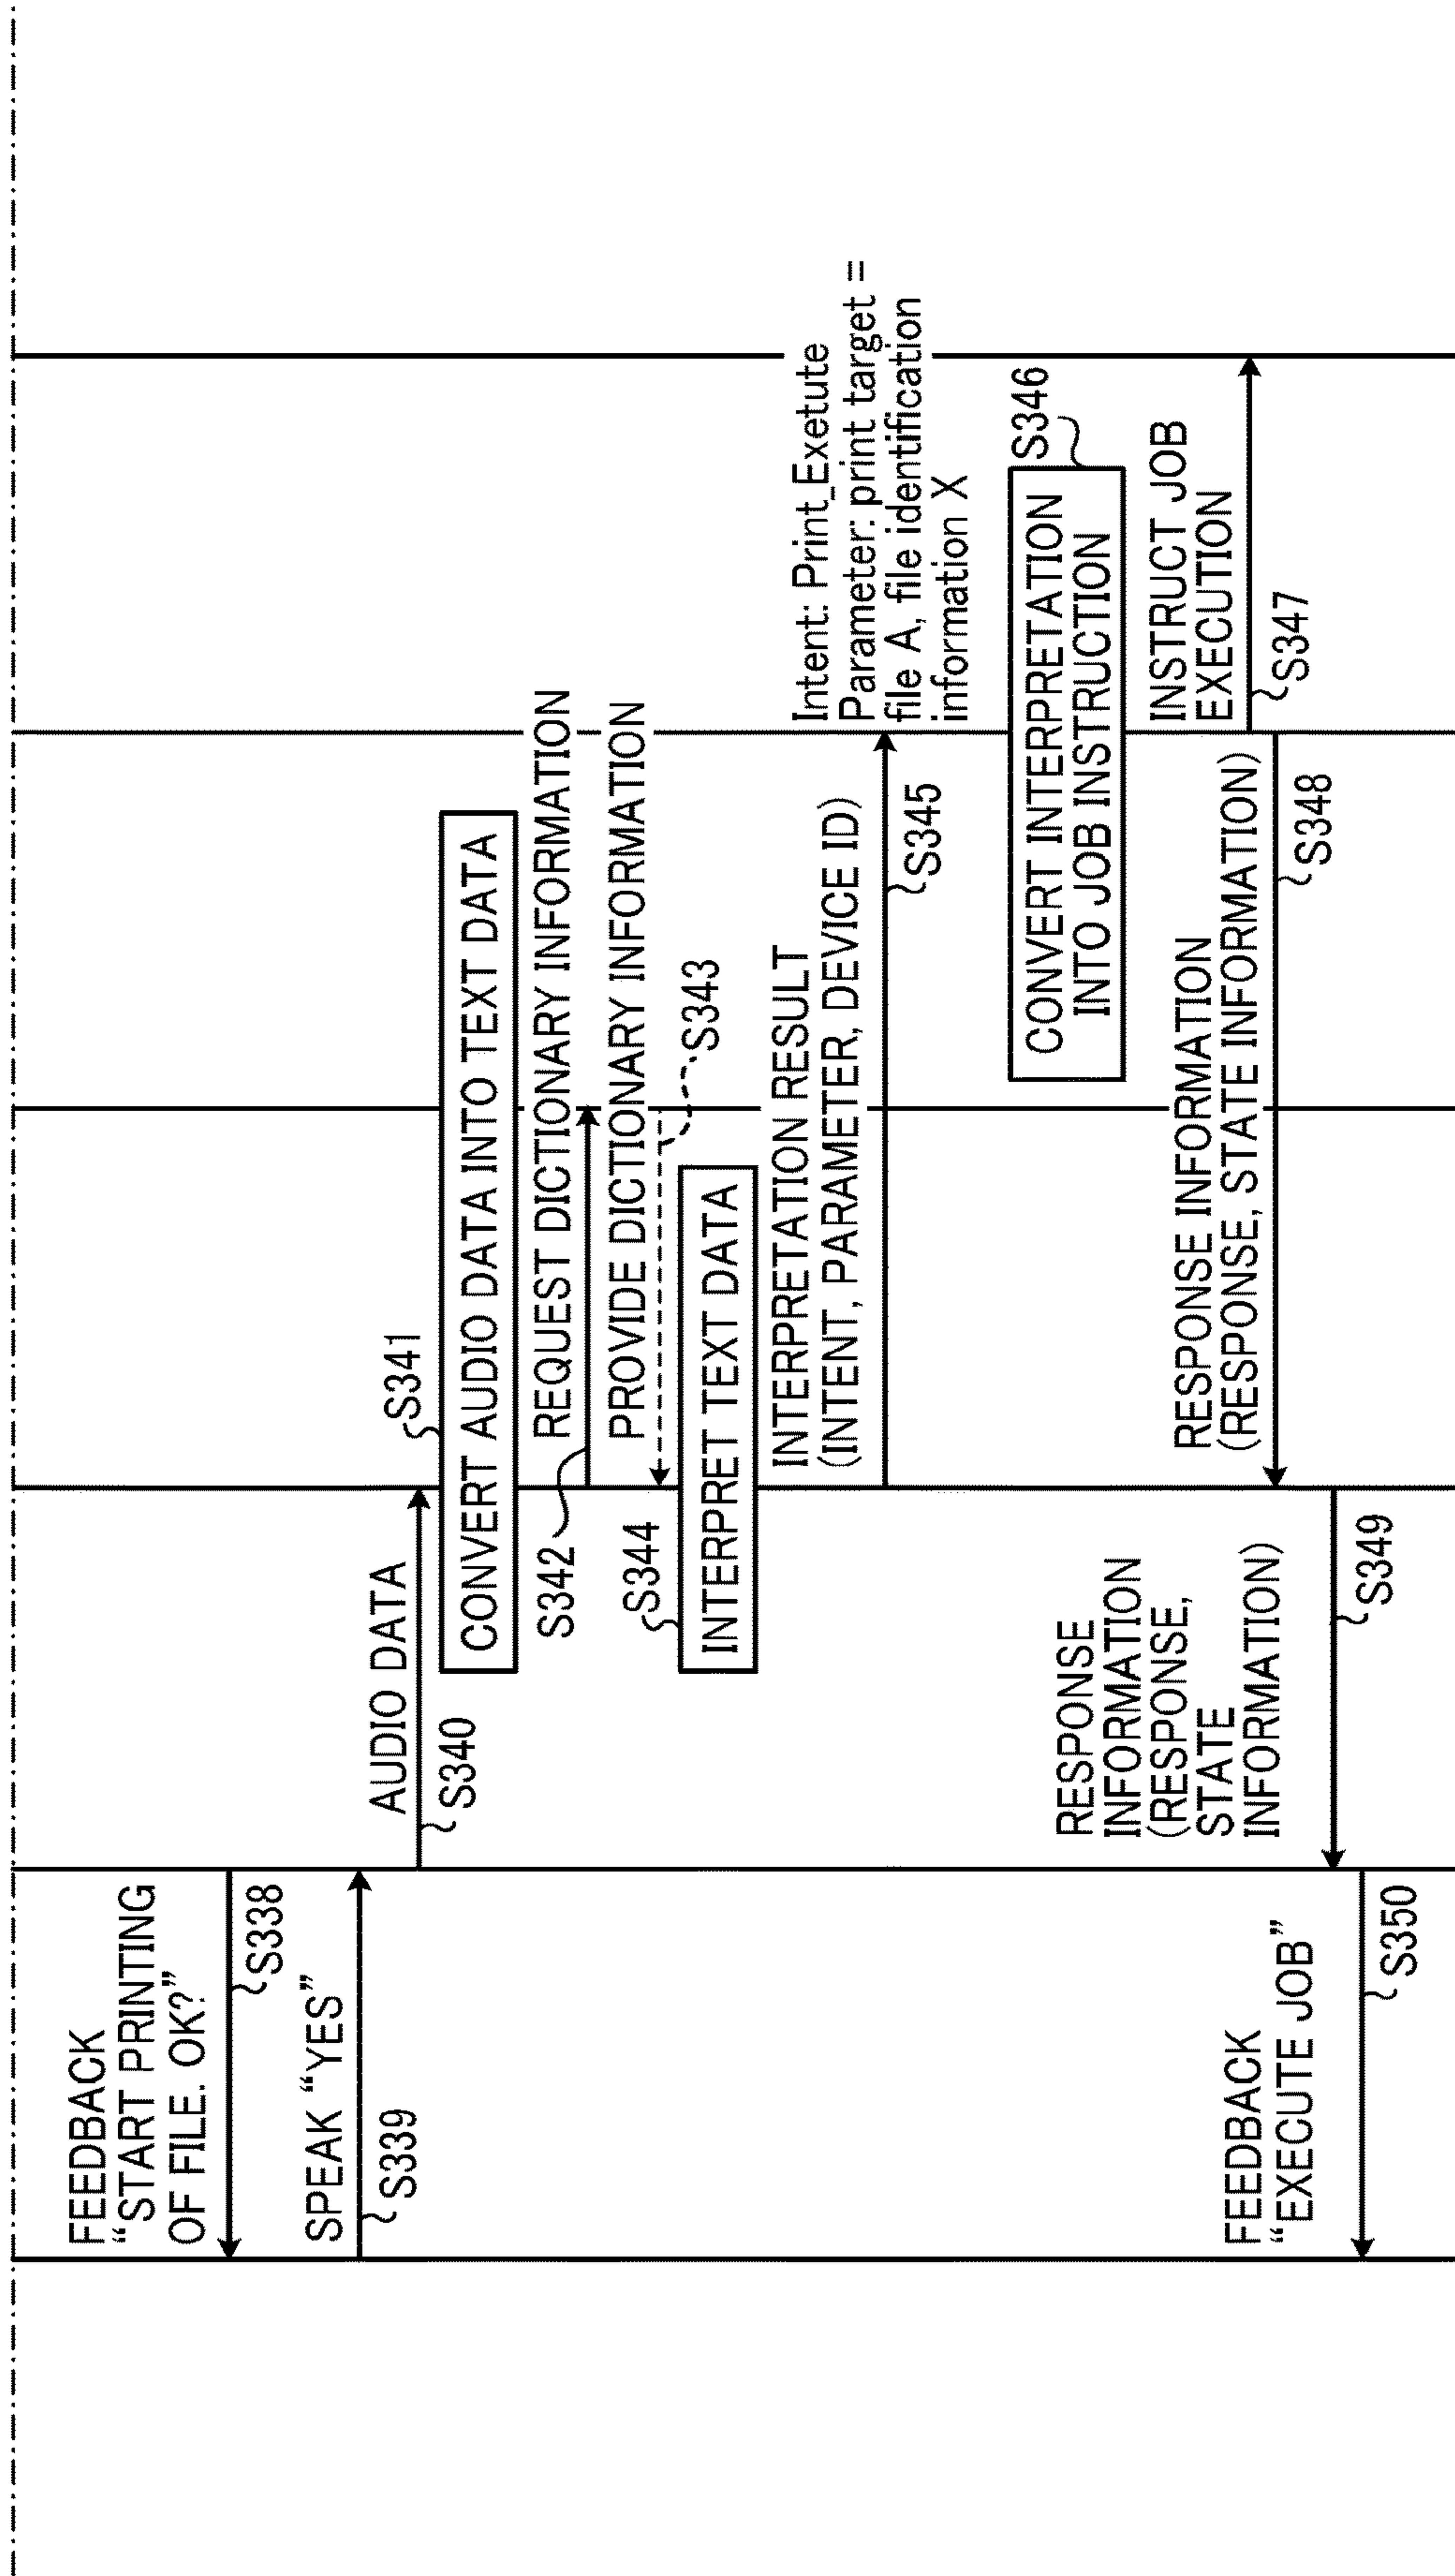 FEEDBACK
“START PRINTING
OF FILE. OK?”
S338
SPEAK “YES”
S339
AUDIO DATA
S340
S341
CONVERT AUDIO DATA INTO TEXT DATA
REQUEST DICTIONARY INFORMATION
S342
PROVIDE DICTIONARY INFORMATION
S343
S344
INTERPRET TEXT DATA
INTERPRETATION RESULT
(INTENT, PARAMETER, DEVICE ID)
S345
Intent: Print_Exetute
Parameter: print target =
file A, file identification
information X
S346
CONVERT INTERPRETATION
INTO JOB INSTRUCTION
INSTRUCT JOB
EXECUTION
S347
RESPONSE INFORMATION
(RESPONSE, STATE INFORMATION)
S348
RESPONSE
INFORMATION
(RESPONSE,
STATE
INFORMATION)
S349
FEEDBACK
“EXECUTE JOB”
S350